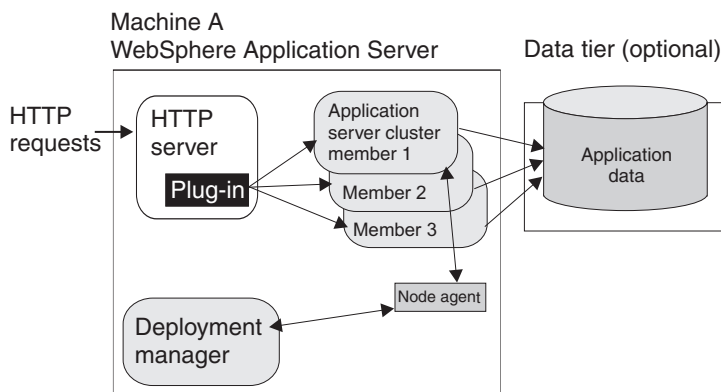 Machine A
WebSphere Application Server
Data tier (optional)
HTTP
requests
HTTP
server
Plug-in
Application
server cluster
member 1
Member 2
Member 3
Application
data
Node agent
Deployment
manager